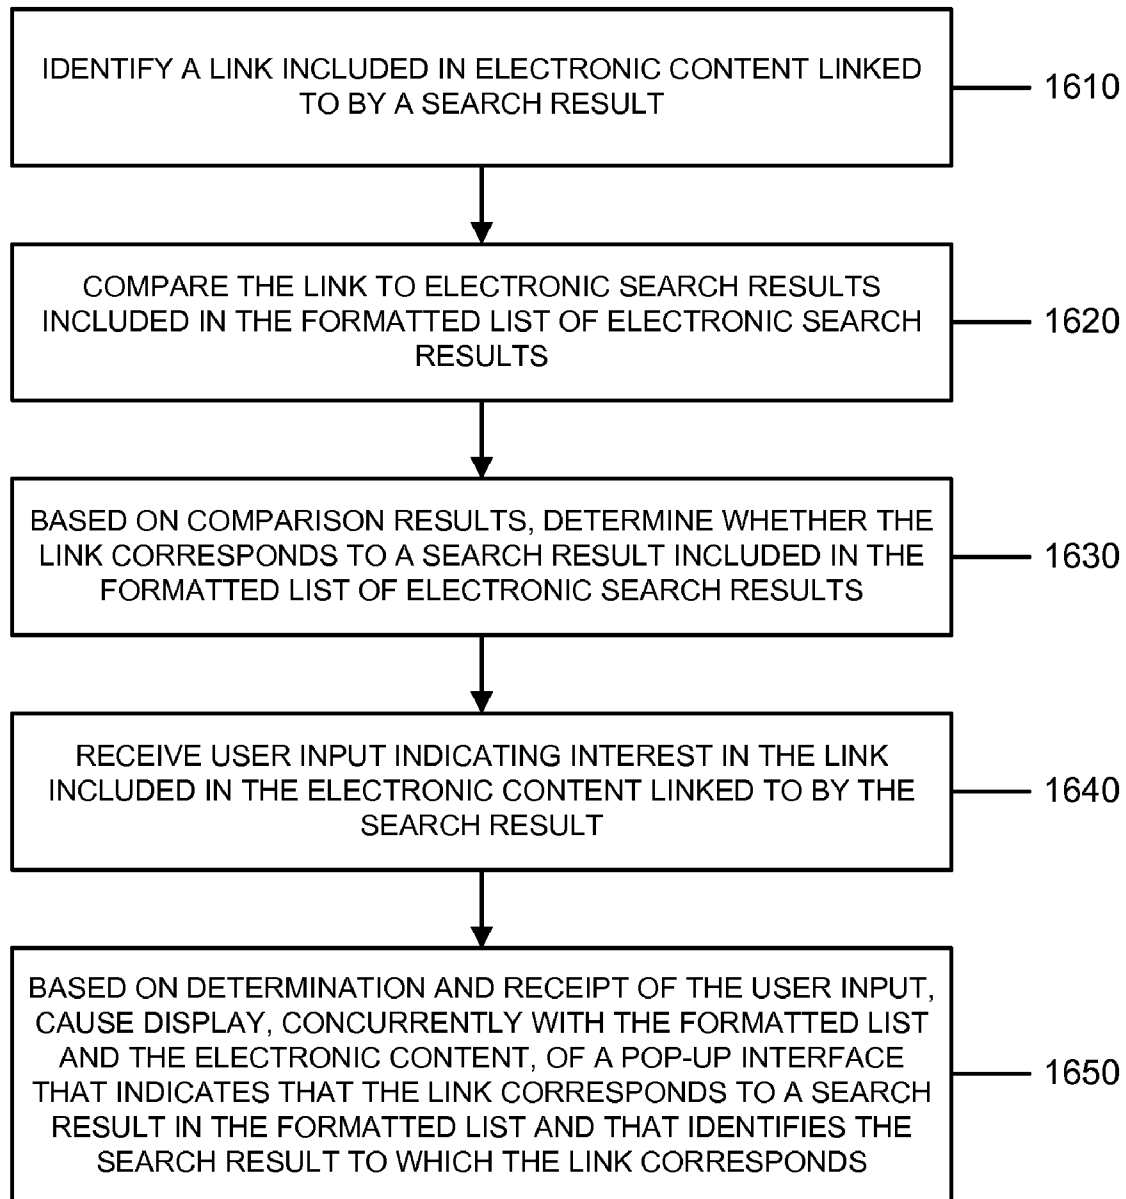 IDENTIFY A LINK INCLUDED IN ELECTRONIC CONTENT LINKED
TO BY A SEARCH RESULT
1610
COMPARE THE LINK TO ELECTRONIC SEARCH RESULTS
INCLUDED IN THE FORMATTED LIST OF ELECTRONIC SEARCH
RESULTS
1620
BASED ON COMPARISON RESULTS, DETERMINE WHETHER THE
LINK CORRESPONDS TO A SEARCH RESULT INCLUDED IN THE
FORMATTED LIST OF ELECTRONIC SEARCH RESULTS
1630
RECEIVE USER INPUT INDICATING INTEREST IN THE LINK
INCLUDED IN THE ELECTRONIC CONTENT LINKED TO BY THE
SEARCH RESULT
1640
BASED ON DETERMINATION AND RECEIPT OF THE USER INPUT,
CAUSE DISPLAY, CONCURRENTLY WITH THE FORMATTED LIST
AND THE ELECTRONIC CONTENT, OF A POP-UP INTERFACE
THAT INDICATES THAT THE LINK CORRESPONDS TO A SEARCH
RESULT IN THE FORMATTED LIST AND THAT IDENTIFIES THE
SEARCH RESULT TO WHICH THE LINK CORRESPONDS
1650